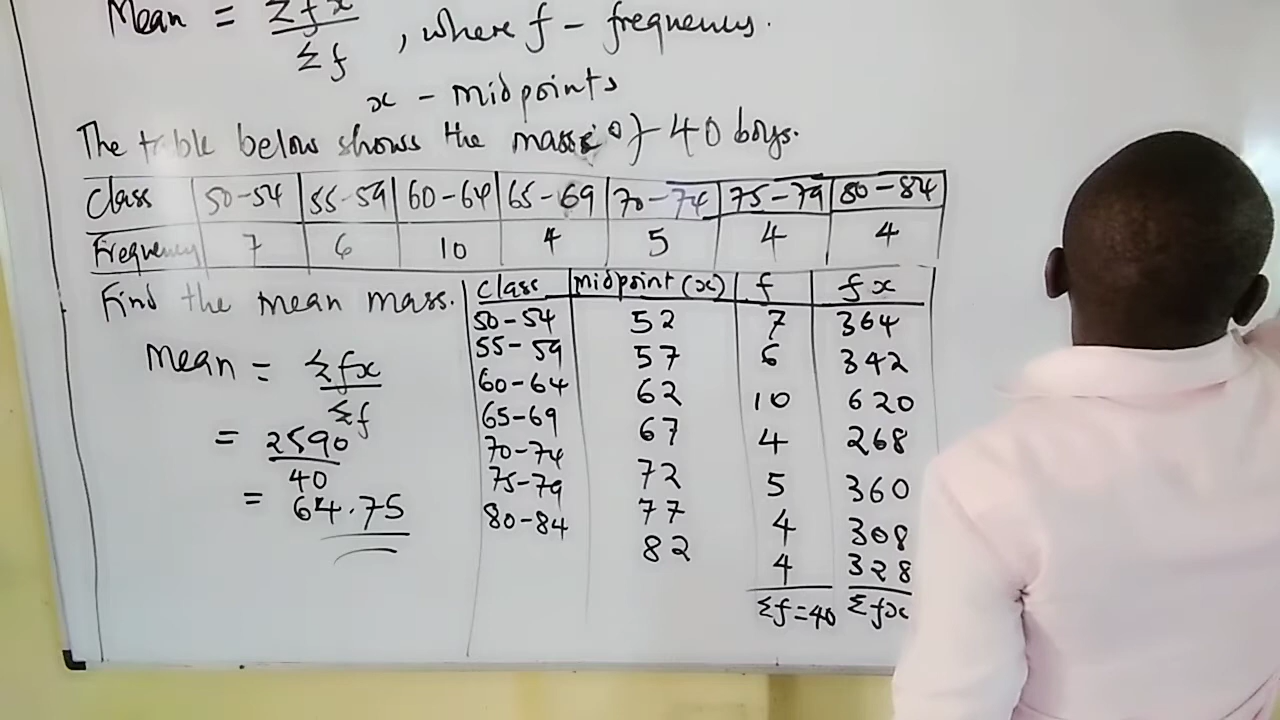 Mean = Σfx
Σf , where f - frequency.
x - midpoints
The table below shows the mass of 40 boys.
Class 50-54 55-59 60-64 65-69 70-74 75-79 80-84
Frequency 7 6 10 4 5 4 4
Find the mean mass.
Mean = Σfx
Σf
= 2590
40
= 64.75
Class midpoint (x) f fx
50-54 52 7 364
55-59 57 6 342
60-64 62 10 620
65-69 67 4 268
70-74 72 5 360
75-79 77 4 308
80-84 82 4 328
Σf=40 Σfx